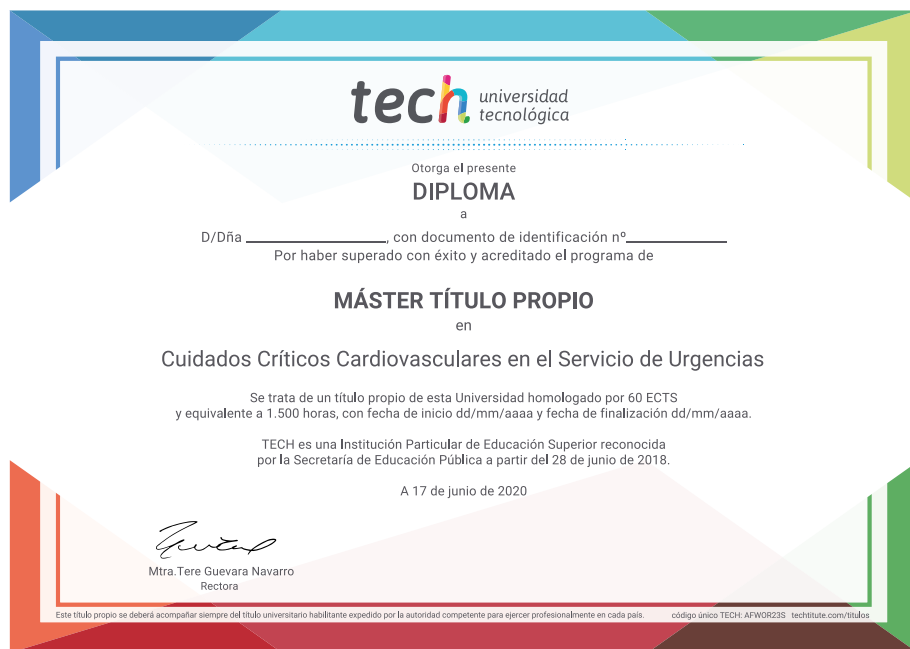 tech universidad
tecnológica
Otorga el presente
DIPLOMA
a
D/Dña ________________, con documento de identificación nº____________
Por haber superado con éxito y acreditado el programa de
MÁSTER TÍTULO PROPIO
en
Cuidados Críticos Cardiovasculares en el Servicio de Urgencias
Se trata de un título propio de esta Universidad homologado por 60 ECTS
y equivalente a 1.500 horas, con fecha de inicio dd/mm/aaaa y fecha de finalización dd/mm/aaaa.
TECH es una Institución Particular de Educación Superior reconocida
por la Secretaría de Educación Pública a partir del 28 de junio de 2018.
A 17 de junio de 2020
Mtra.Tere Guevara Navarro
Rectora
Este título propio se deberá acompañar siempre del título universitario habilitante expedido por la autoridad competente para ejercer profesionalmente en cada país. código único TECH: AFWOR23S techtitute.com/titulos